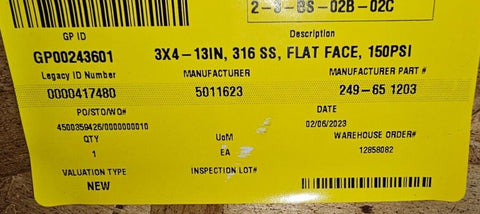 2-3-BS-02B-02C
GP ID Description
GP00243601 3X4-13IN, 316 SS, FLAT FACE, 150PSI
Legacy ID Number MANUFACTURER MANUFACTURER PART #
0000417480 5011623 249-65 1203
PO/STO/WO# DATE
4500359426/0000000010 02/06/2023
QTY UoM WAREHOUSE ORDER#
1 EA 12858082
VALUATION TYPE INSPECTION LOT#
NEW